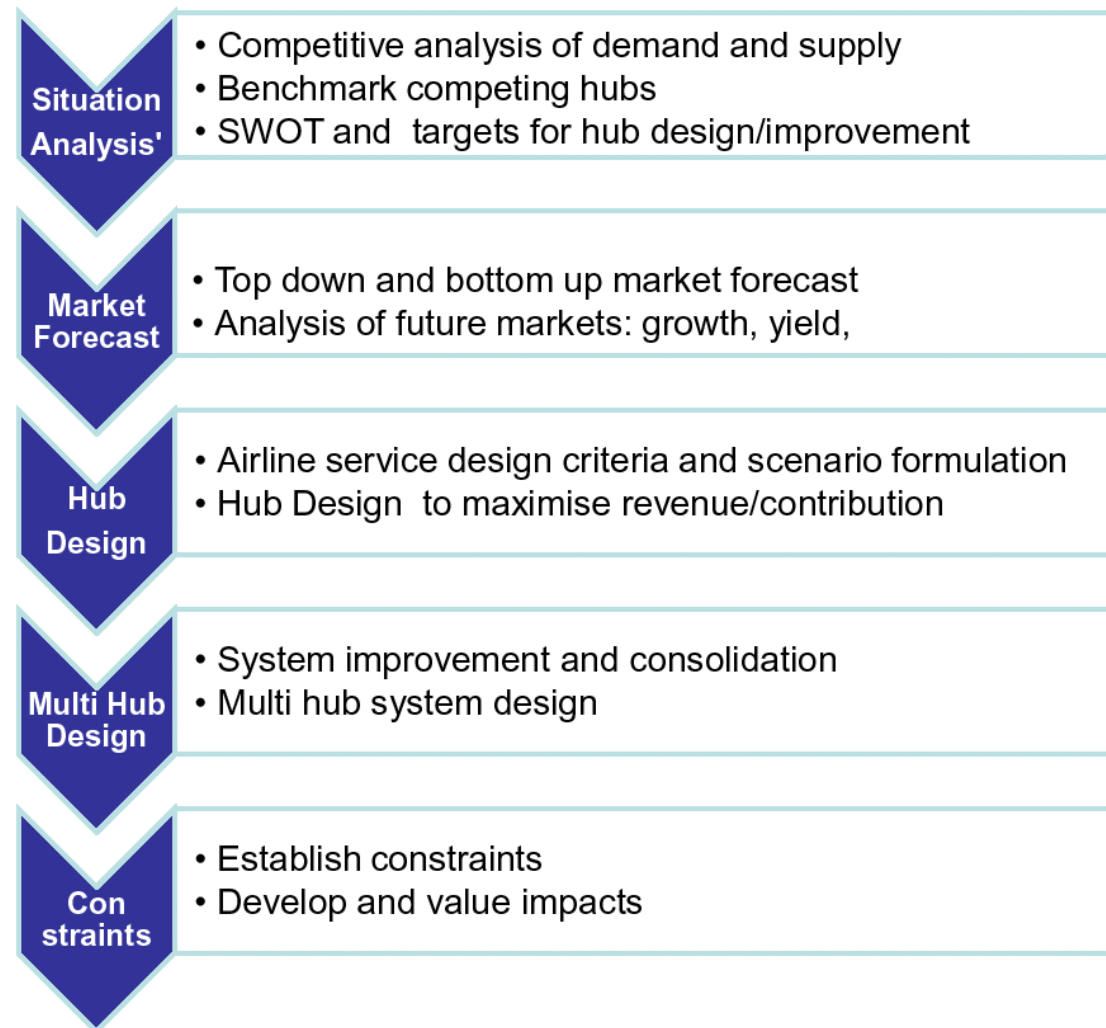 Situation
Analysis'
• Competitive analysis of demand and supply
• Benchmark competing hubs
• SWOT and  targets for hub design/improvement
Market
Forecast
• Top down and bottom up market forecast
• Analysis of future markets: growth, yield,
Hub
Design
• Airline service design criteria and scenario formulation
• Hub Design  to maximise revenue/contribution
Multi Hub
Design
• System improvement and consolidation
• Multi hub system design
Con
straints
• Establish constraints
• Develop and value impacts